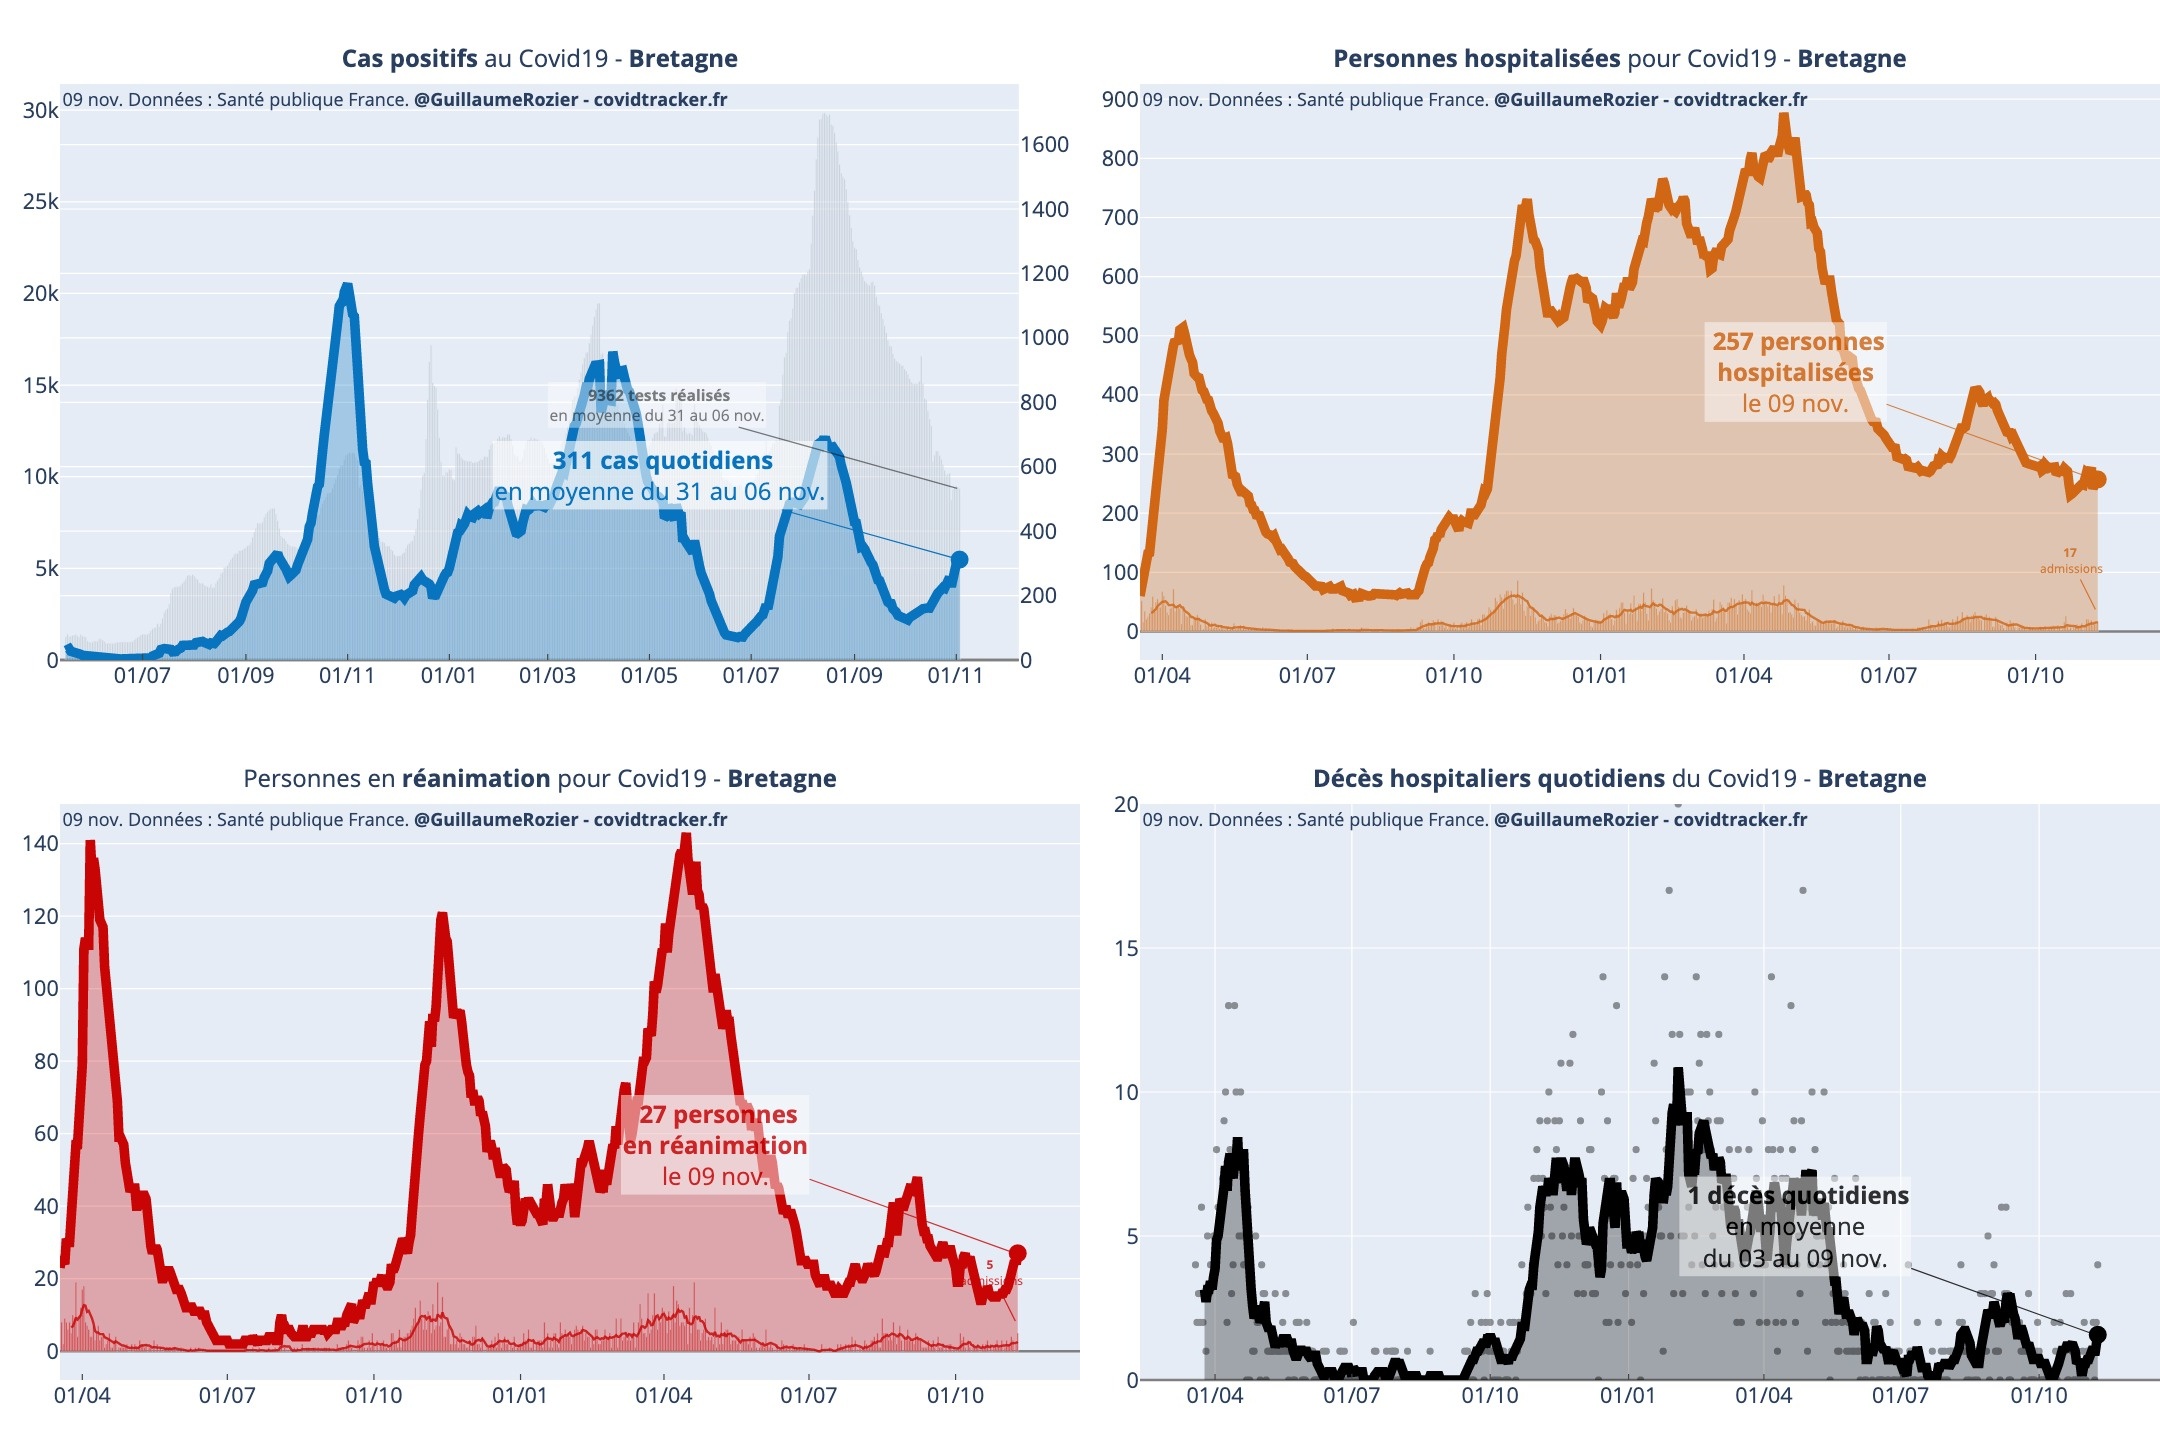 Cas positifs au Covid19 - Bretagne
09 nov. Données : Santé publique France. @GuillaumeRozier - covidtracker.fr
30k
25k
20k
15k
10k
5k
0
1600
1400
1200
1000
800
600
400
200
0
9362 tests réalisés
en moyenne du 31 au 06 nov.
311 cas quotidiens
en moyenne du 31 au 06 nov.
01/07 01/09 01/11 01/01 01/03 01/05 01/07 01/09 01/11
Personnes hospitalisées pour Covid19 - Bretagne
09 nov. Données : Santé publique France. @GuillaumeRozier - covidtracker.fr
900
800
700
600
500
400
300
200
100
0
257 personnes
hospitalisées
le 09 nov.
17
admissions
01/04 01/07 01/10 01/01 01/04 01/07 01/10
Personnes en réanimation pour Covid19 - Bretagne
09 nov. Données : Santé publique France. @GuillaumeRozier - covidtracker.fr
140
120
100
80
60
40
20
0
27 personnes
en réanimation
le 09 nov.
5
admissions
01/04 01/07 01/10 01/01 01/04 01/07 01/10
Décès hospitaliers quotidiens du Covid19 - Bretagne
09 nov. Données : Santé publique France. @GuillaumeRozier - covidtracker.fr
20
15
10
5
0
1 décès quotidiens
en moyenne
du 03 au 09 nov.
01/04 01/07 01/10 01/01 01/04 01/07 01/10